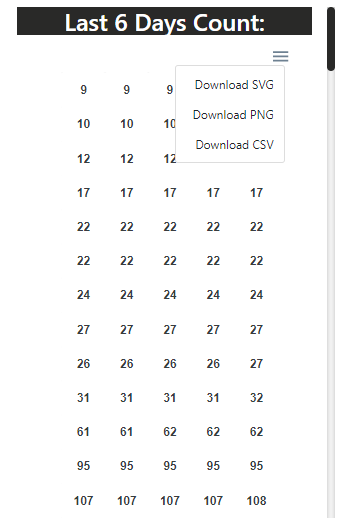 Last 6 Days Count:
Download SVG
9 9 9
Download PNG
10 10 10
Download CSV
12 12 12
17 17 17 17 17
22 22 22 22 22
22 22 22 22 22
24 24 24 24 24
27 27 27 27 27
26 26 26 26 27
31 31 31 31 32
61 61 62 62 62
95 95 95 95 95
107 107 107 107 108